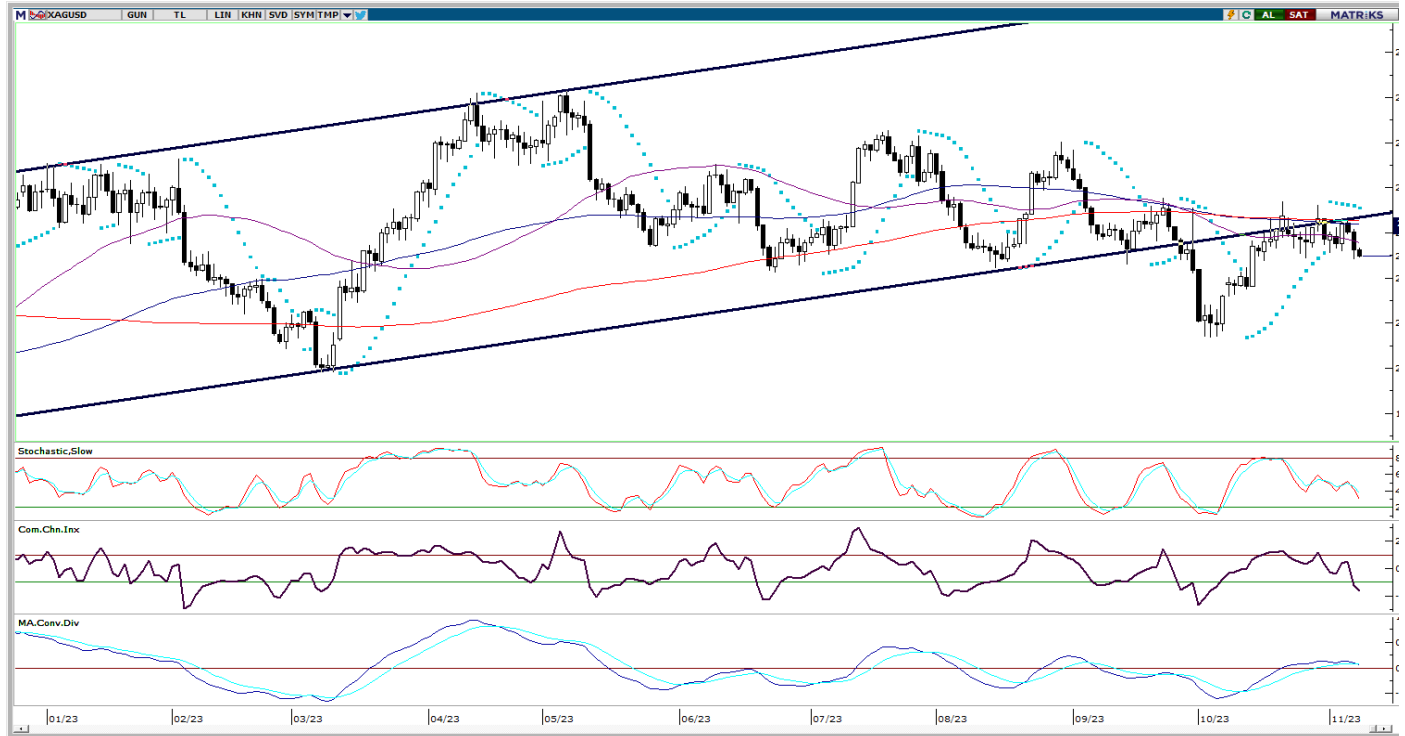 M XAGUSD GUN TL LIN KHN SVD SYM TMP AL SAT MATRİKS
Stochastic,Slow
Com.Chn.Inx
MA.Conv.Div
01/23 02/23 03/23 04/23 05/23 06/23 07/23 08/23 09/23 10/23 11/23